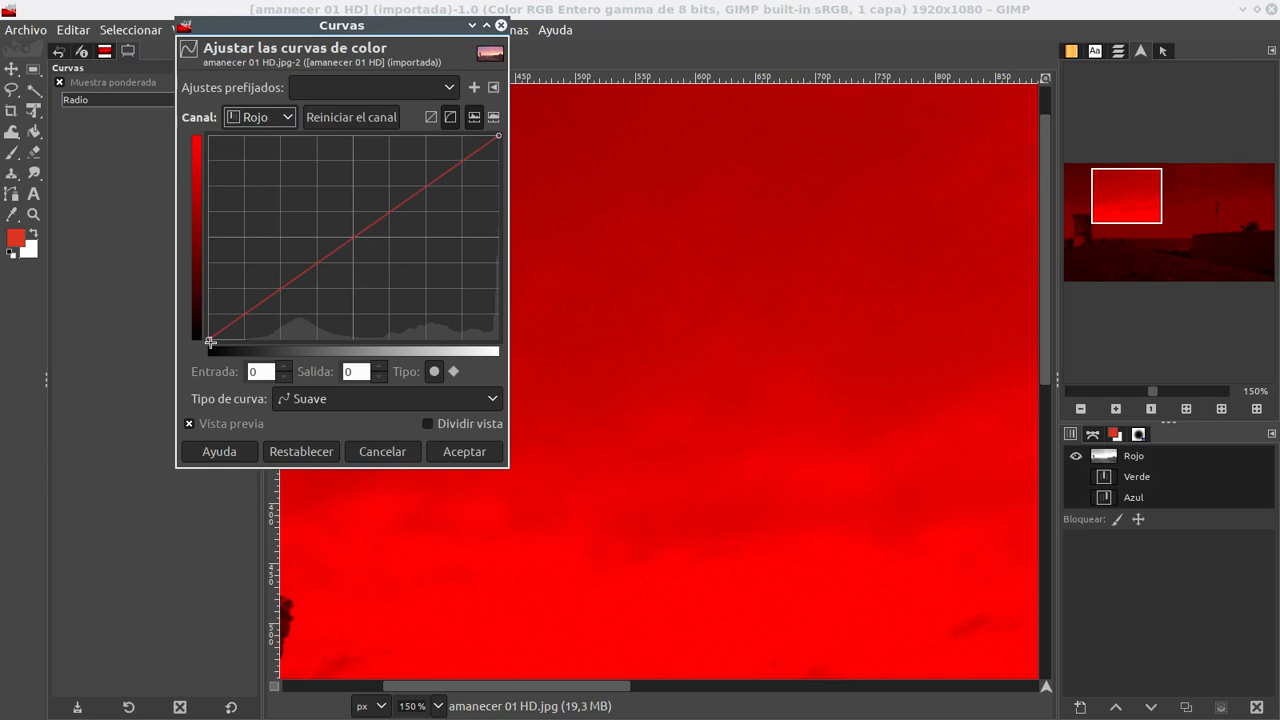 [amanecer 01 HD] (importada)-1.0 (Color RGB Entero gamma de 8 bits, GIMP built-in sRGB, 1 capa) 1920x1080 – GIMP
Archivo Editar Seleccionar
nas Ayuda
Curvas
Muestra ponderada
Radio
Curvas
Ajustar las curvas de color
amanecer 01 HD.jpg-2 ([amanecer 01 HD] (importada))
Ajustes prefijados:
Canal: Rojo Reiniciar el canal
Entrada: 0 Salida: 0 Tipo:
Tipo de curva: Suave
Vista previa Dividir vista
Ayuda Restablecer Cancelar Aceptar
450 500 550 600 650 700 750 800 850
400
450
500
150%
Rojo
Verde
Azul
Bloquear:
px 150 % amanecer 01 HD.jpg (19,3 MB)